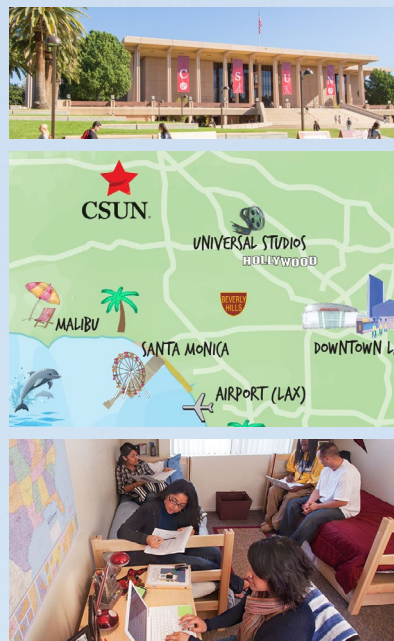 C S U N
CSUN.
UNIVERSAL STUDIOS
HOLLYWOOD
BEVERLY
HILLS
MALIBU
SANTA MONICA
DOWNTOWN L
AIRPORT (LAX)